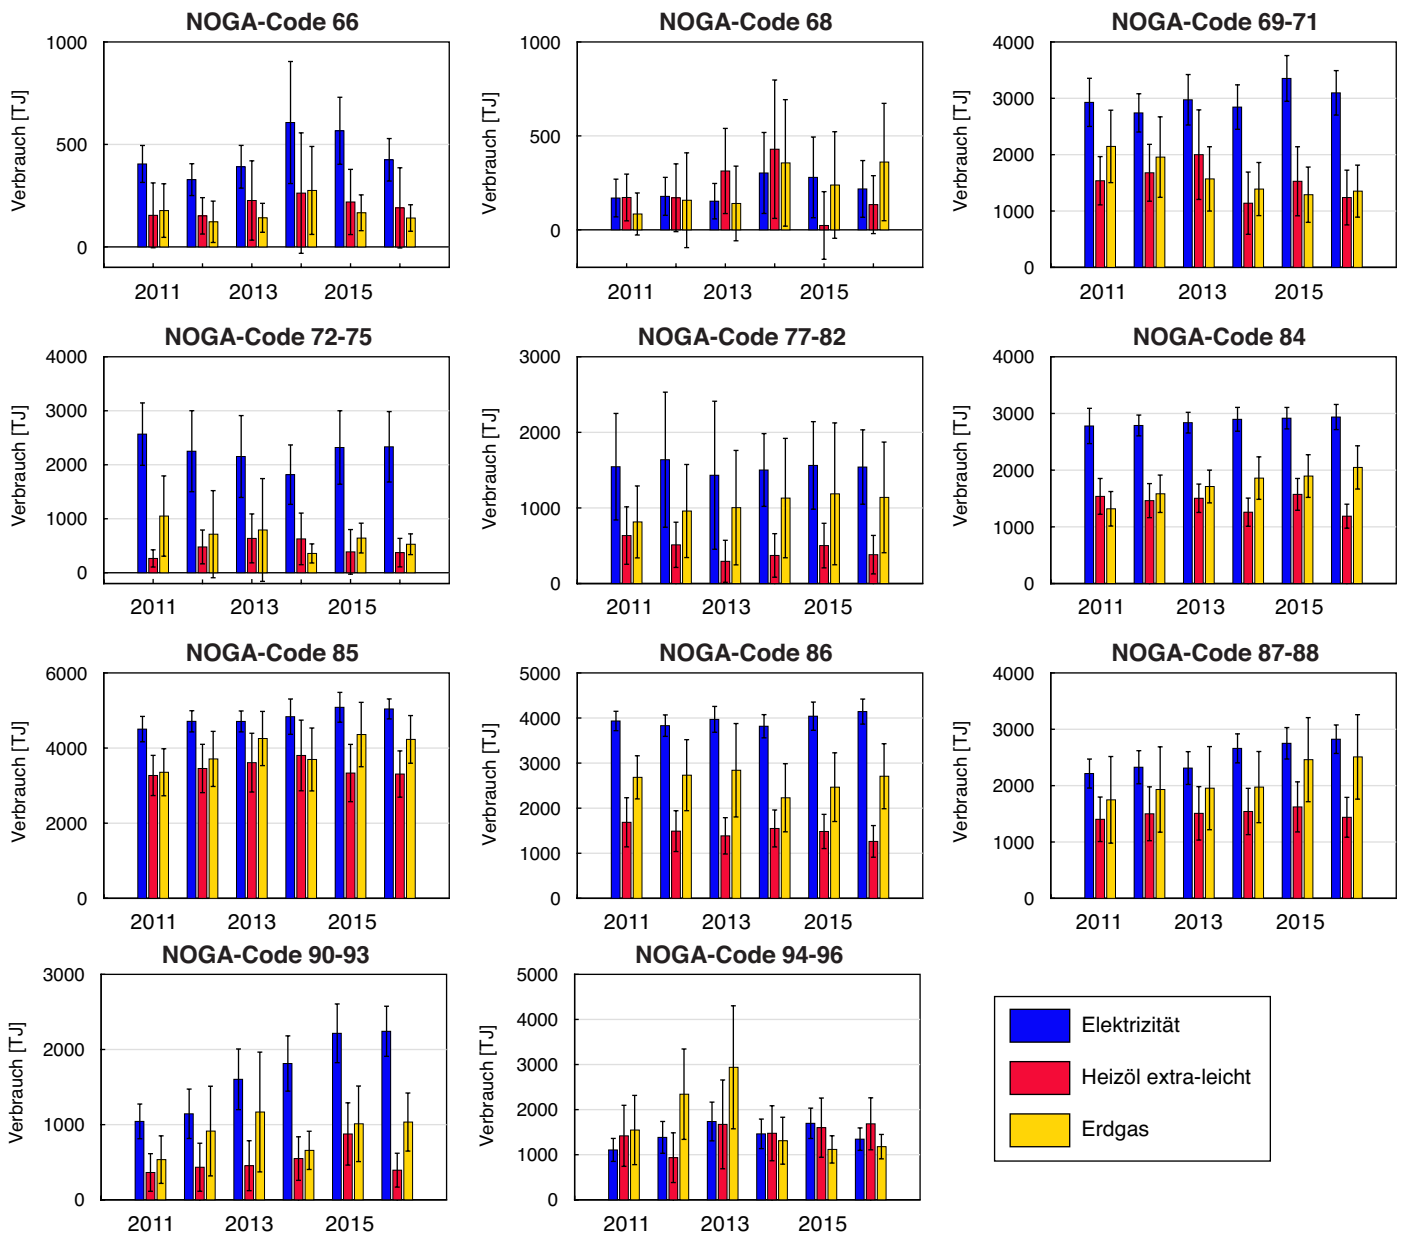 NOGA-Code 66
Verbrauch [TJ]
1000
500
0
2011 2013 2015
NOGA-Code 68
Verbrauch [TJ]
1000
500
0
2011 2013 2015
NOGA-Code 69-71
Verbrauch [TJ]
4000
3000
2000
1000
0
2011 2013 2015
NOGA-Code 72-75
Verbrauch [TJ]
4000
3000
2000
1000
0
2011 2013 2015
NOGA-Code 77-82
Verbrauch [TJ]
3000
2000
1000
0
2011 2013 2015
NOGA-Code 84
Verbrauch [TJ]
4000
3000
2000
1000
0
2011 2013 2015
NOGA-Code 85
Verbrauch [TJ]
6000
4000
2000
0
2011 2013 2015
NOGA-Code 86
Verbrauch [TJ]
5000
4000
3000
2000
1000
0
2011 2013 2015
NOGA-Code 87-88
Verbrauch [TJ]
4000
3000
2000
1000
0
2011 2013 2015
NOGA-Code 90-93
Verbrauch [TJ]
3000
2000
1000
0
2011 2013 2015
NOGA-Code 94-96
Verbrauch [TJ]
5000
4000
3000
2000
1000
0
2011 2013 2015
Elektrizität
Heizöl extra-leicht
Erdgas